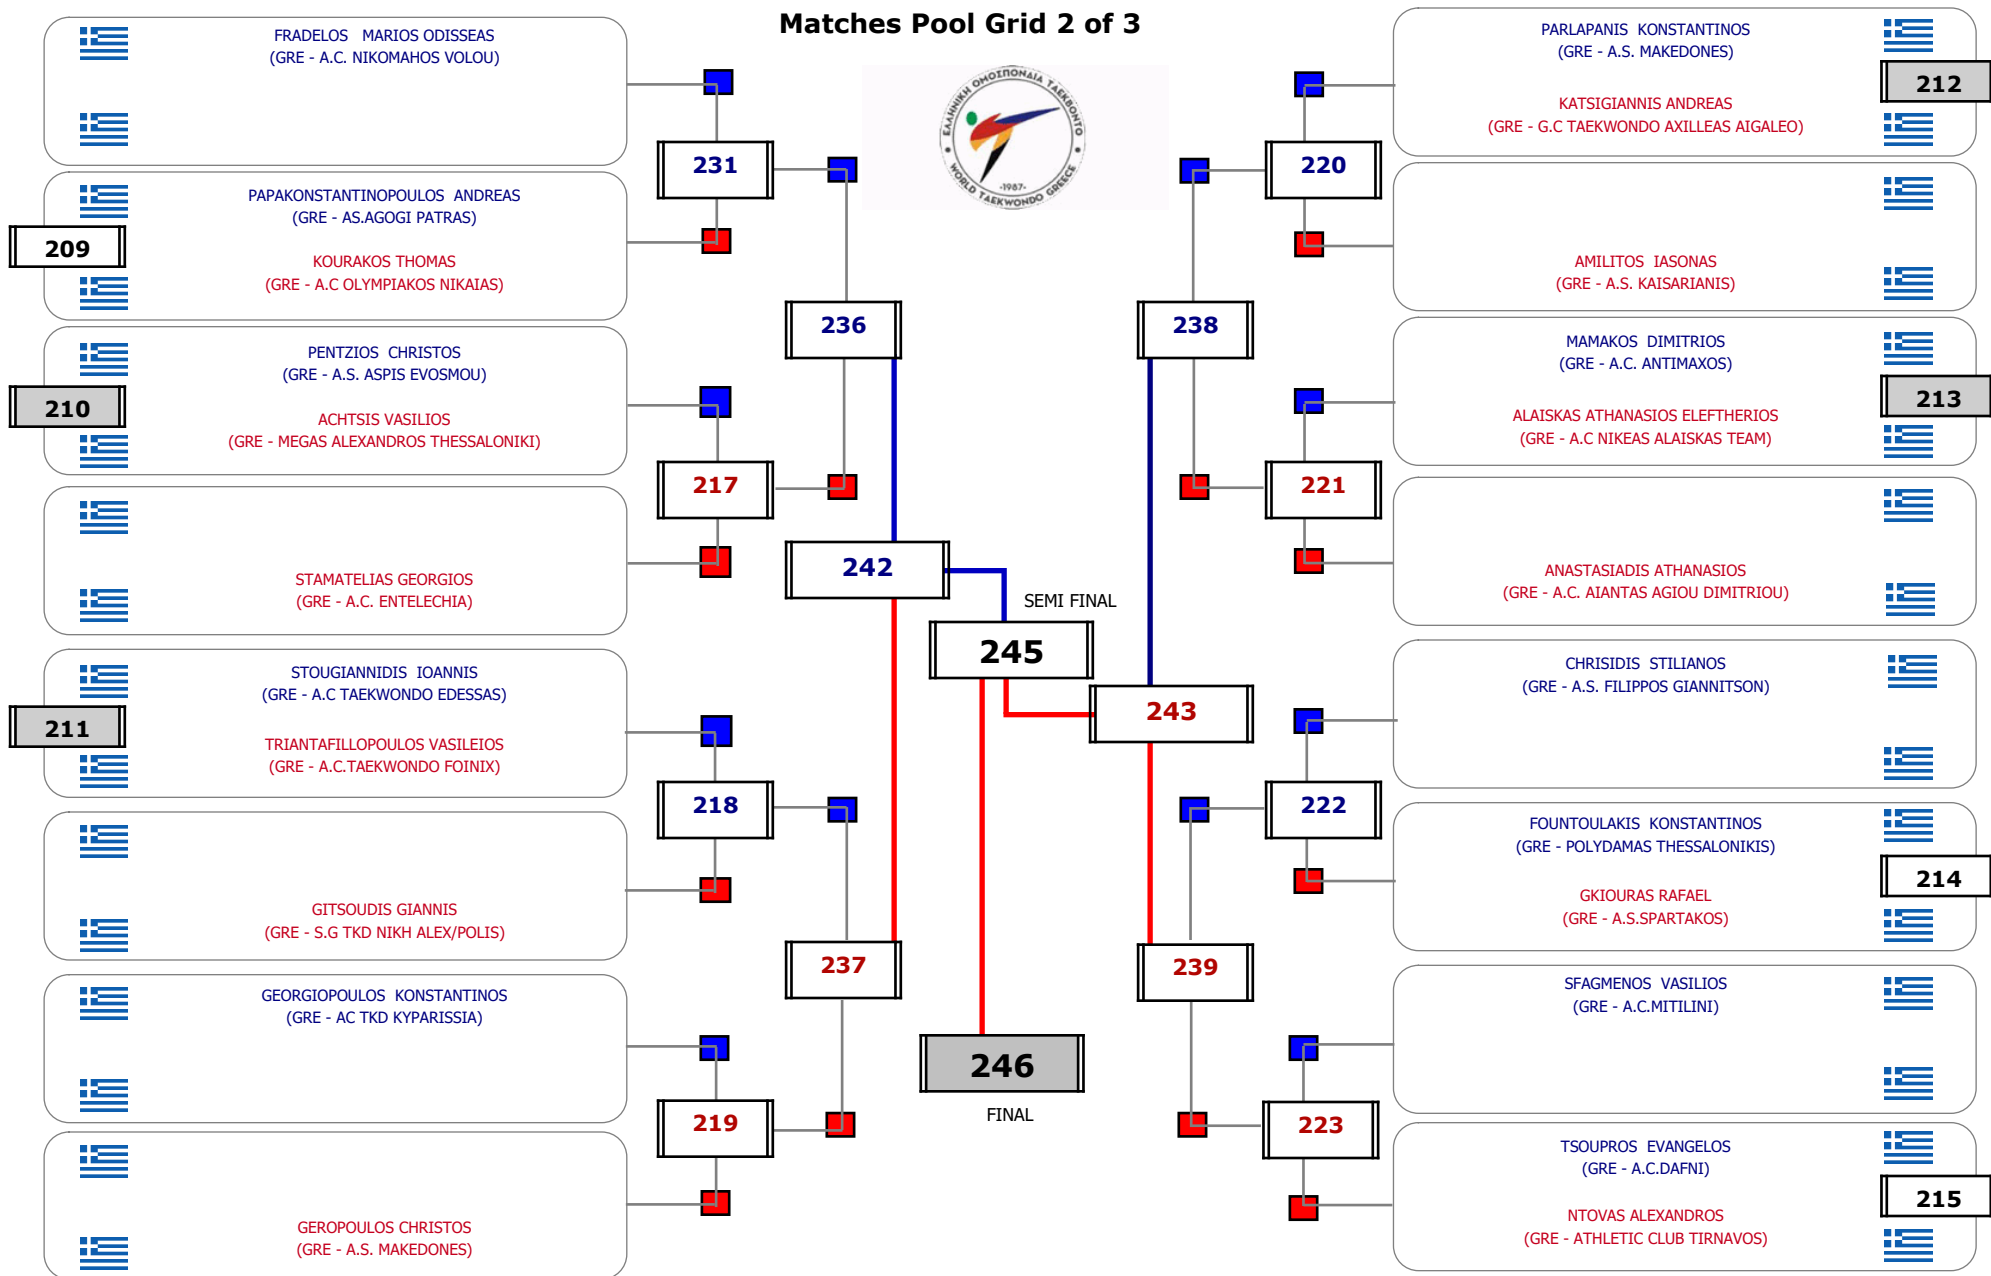 Matches Pool Grid 2 of 3
ΕΛΛΗΝΙΚΗ ΟΜΟΣΠΟΝΔΙΑ ΤΑΕΚΒΟΝΤΟ
-1987-
WORLD TAEKWONDO GREECE
FRADELOS MARIOS ODISSEAS
(GRE - A.C. NIKOMAHOS VOLOU)
209
PAPAKONSTANTINOPOULOS ANDREAS
(GRE - AS.AGOGI PATRAS)
KOURAKOS THOMAS
(GRE - A.C OLYMPIAKOS NIKAIAS)
210
PENTZIOS CHRISTOS
(GRE - A.S. ASPIS EVOSMOU)
ACHTSIS VASILIOS
(GRE - MEGAS ALEXANDROS THESSALONIKI)
STAMATELIAS GEORGIOS
(GRE - A.C. ENTELECHIA)
211
STOUGIANNIDIS IOANNIS
(GRE - A.C TAEKWONDO EDESSAS)
TRIANTAFILLOPOULOS VASILEIOS
(GRE - A.C.TAEKWONDO FOINIX)
GITSOUDIS GIANNIS
(GRE - S.G TKD NIKH ALEX/POLIS)
GEORGIOPOULOS KONSTANTINOS
(GRE - AC TKD KYPARISSIA)
GEROPOULOS CHRISTOS
(GRE - A.S. MAKEDONES)
231
217
218
219
236
237
242
SEMI FINAL
245
243
246
FINAL
238
239
220
221
222
223
PARLAPANIS KONSTANTINOS
(GRE - A.S. MAKEDONES)
212
KATSIGIANNIS ANDREAS
(GRE - G.C TAEKWONDO AXILLEAS AIGALEO)
AMILITOS IASONAS
(GRE - A.S. KAISARIANIS)
MAMAKOS DIMITRIOS
(GRE - A.C. ANTIMAXOS)
213
ALAISKAS ATHANASIOS ELEFTHERIOS
(GRE - A.C NIKEAS ALAISKAS TEAM)
ANASTASIADIS ATHANASIOS
(GRE - A.C. AIANTAS AGIOU DIMITRIOU)
CHRISIDIS STILIANOS
(GRE - A.S. FILIPPOS GIANNITSON)
FOUNTOULAKIS KONSTANTINOS
(GRE - POLYDAMAS THESSALONIKIS)
214
GKIOURAS RAFAEL
(GRE - A.S.SPARTAKOS)
SFAGMENOS VASILIOS
(GRE - A.C.MITILINI)
TSOUPROS EVANGELOS
(GRE - A.C.DAFNI)
215
NTOVAS ALEXANDROS
(GRE - ATHLETIC CLUB TIRNAVOS)